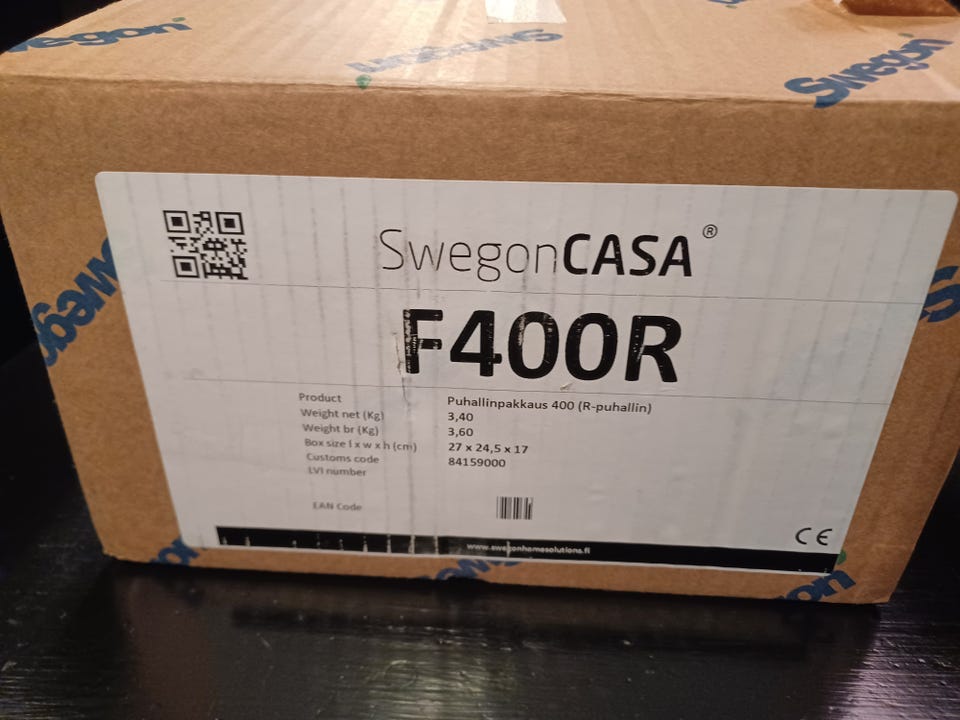 Swegon
Swegon
Swegon
SwegonCASA®
F400R
Product Puhallinpakkaus 400 (R-puhallin)
Weight net (Kg) 3,40
Weight br (Kg) 3,60
Box size l x w x h (cm) 27 x 24,5 x 17
Customs code 84159000
LVI number
EAN Code
CE
www.swegonhomesolutions.fi